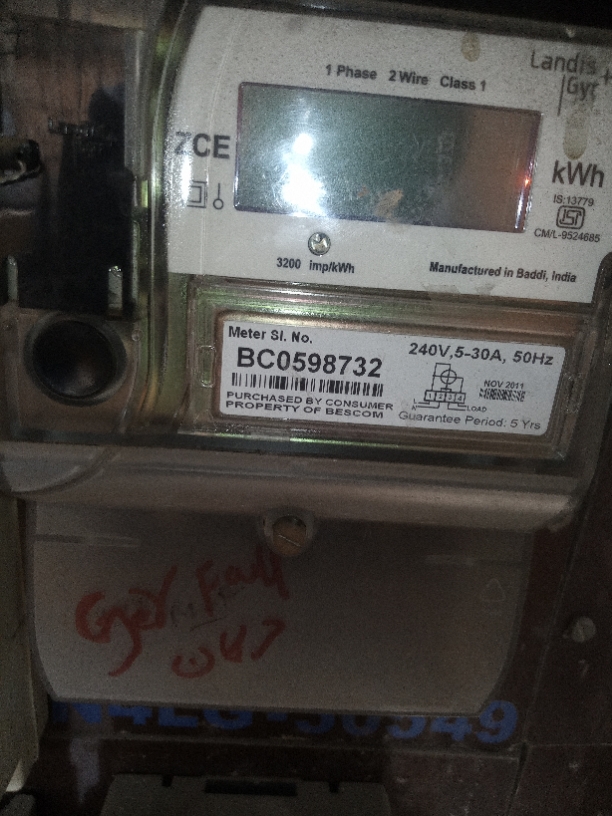 Landis +
Gyr
1 Phase 2 Wire Class 1
ZCE
kWh
IS:13779
CM/L-9524685
3200 imp/kWh
Manufactured in Baddi, India
Meter Sl. No.
BC0598732
240V,5-30A, 50Hz
NOV 2011
LOAD
PURCHASED BY CONSUMER
PROPERTY OF BESCOM
Guarantee Period: 5 Yrs